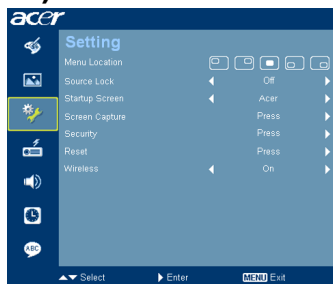 acer
Setting
Menu Location
Source Lock Off
Startup Screen Acer
Screen Capture Press
Security Press
Reset Press
Wireless On
ABC
Select Enter MENU Exit